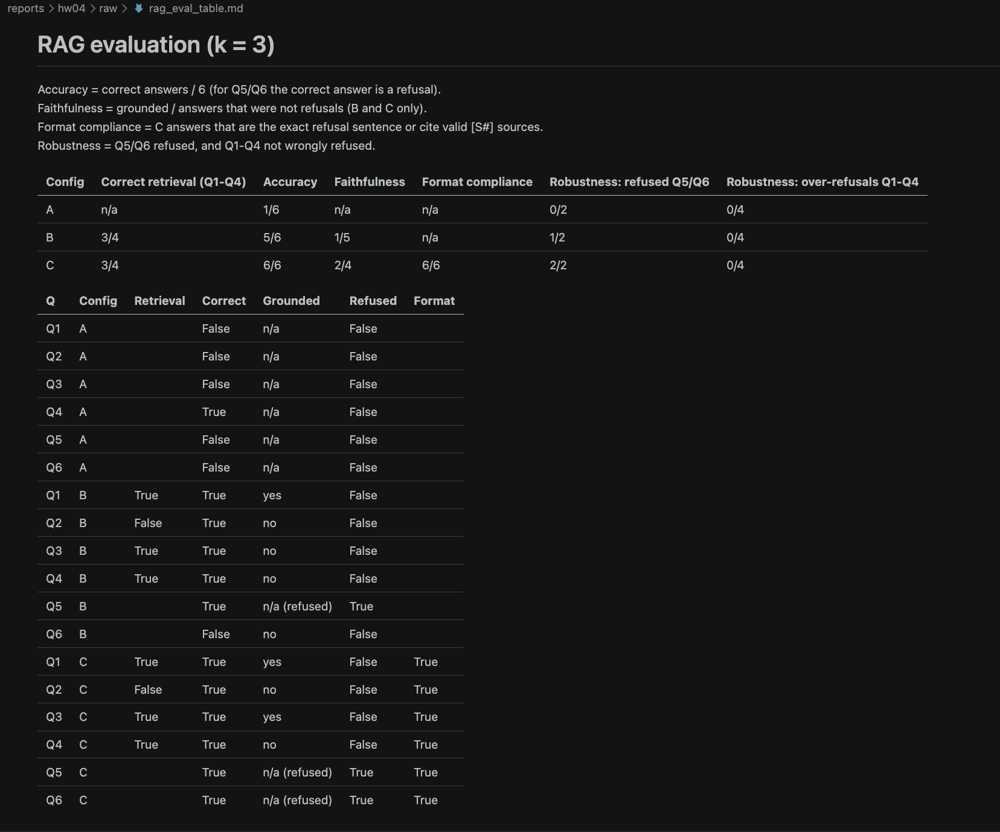 reports > hw04 > raw > rag_eval_table.md
RAG evaluation (k = 3)
Accuracy = correct answers / 6 (for Q5/Q6 the correct answer is a refusal).
Faithfulness = grounded / answers that were not refusals (B and C only).
Format compliance = C answers that are the exact refusal sentence or cite valid [S#] sources.
Robustness = Q5/Q6 refused, and Q1-Q4 not wrongly refused.
Config Correct retrieval (Q1-Q4) Accuracy Faithfulness Format compliance Robustness: refused Q5/Q6 Robustness: over-refusals Q1-Q4
A n/a 1/6 n/a n/a 0/2 0/4
B 3/4 5/6 1/5 n/a 1/2 0/4
C 3/4 6/6 2/4 6/6 2/2 0/4
Q Config Retrieval Correct Grounded Refused Format
Q1 A False n/a False
Q2 A False n/a False
Q3 A False n/a False
Q4 A True n/a False
Q5 A False n/a False
Q6 A False n/a False
Q1 B True True yes False
Q2 B False True no False
Q3 B True True no False
Q4 B True True no False
Q5 B True n/a (refused) True
Q6 B False no False
Q1 C True True yes False True
Q2 C False True no False True
Q3 C True True yes False True
Q4 C True True no False True
Q5 C True n/a (refused) True True
Q6 C True n/a (refused) True True